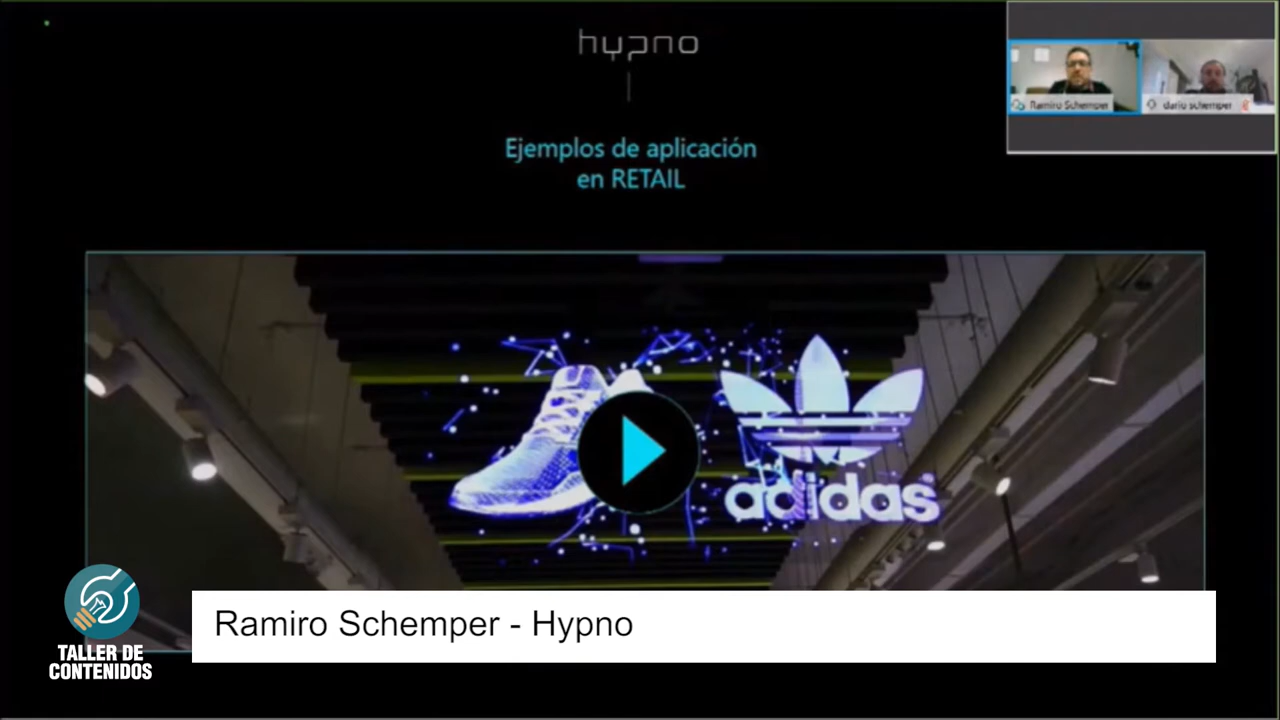 hypno
Ejemplos de aplicación
en RETAIL
Ramiro Schemper
dario schemper
adidas®
Ramiro Schemper - Hypno
TALLER DE
CONTENIDOS